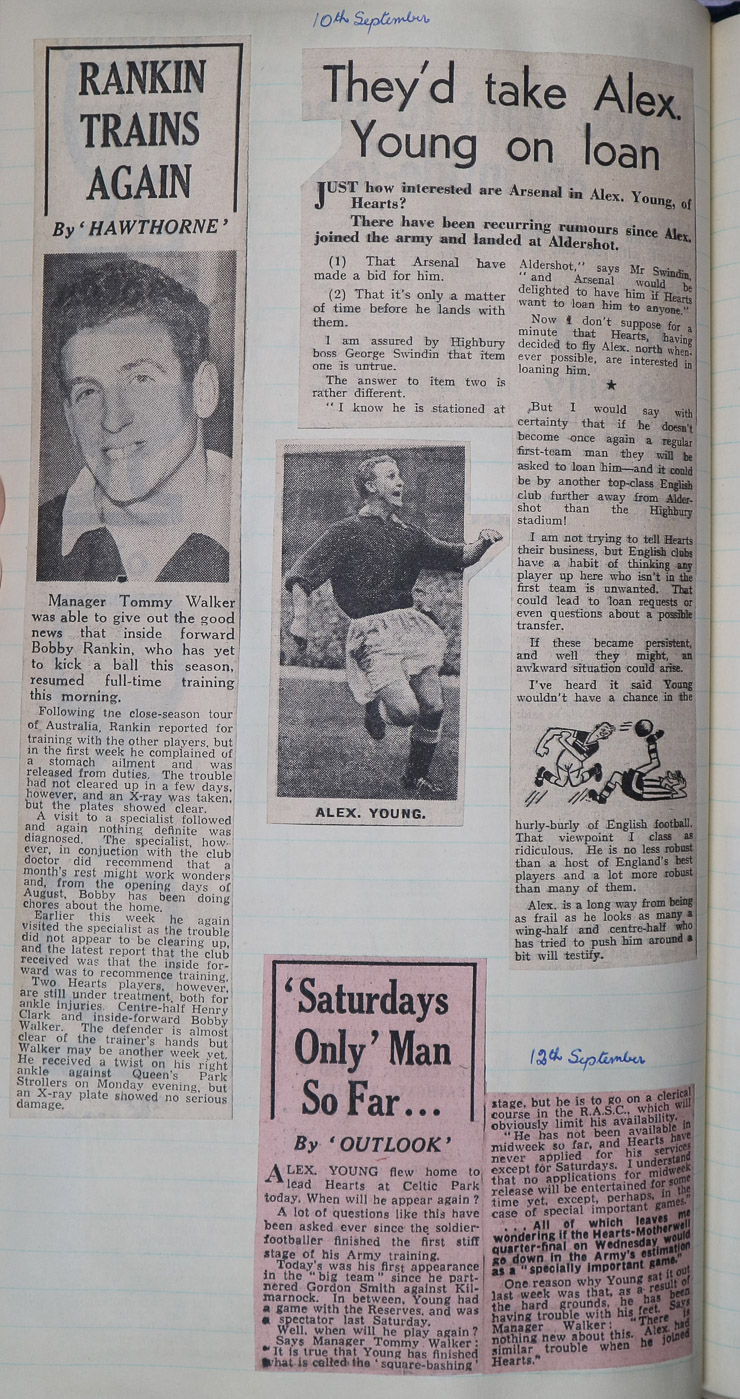 10th September
RANKIN
TRAINS
AGAIN
By 'HAWTHORNE'
Manager Tommy Walker
was able to give out the good
news that inside forward
Bobby Rankin, who has yet
to kick a ball this season,
resumed full-time training
this morning.
Following the close-season tour
of Australia, Rankin reported for
training with the other players, but
in the first week he complained of
a stomach ailment and was
released from duties. The trouble
had not cleared up in a few days,
however, and an X-ray was taken,
but the plates showed clear.
A visit to a specialist followed
and again nothing definite was
diagnosed. The specialist, how-
ever, in conjunction with the club
doctor did recommend that a
month's rest might work wonders
and, from the opening days of
August, Bobby has been doing
chores about the home.
Earlier this week he again
visited the specialist as the trouble
did not appear to be clearing up,
and the latest report that the club
received was that the inside for-
ward was to recommence training.
Two Hearts players, however,
are still under treatment, both for
ankle injuries. Centre-half Henry
Clark and inside-forward Bobby
Walker. The defender is almost
clear of the trainer's hands but
Walker may be another week yet.
He received a twist on his right
ankle against Queen's Park
Strollers on Monday evening, but
an X-ray plate showed no serious
damage.
They'd take Alex.
Young on loan
JUST how interested are Arsenal in Alex. Young, of
Hearts?
There have been recurring rumours since Alex.
joined the army and landed at Aldershot.
(1) That Arsenal have
made a bid for him.
(2) That it's only a matter
of time before he lands with
them.
I am assured by Highbury
boss George Swindin that item
one is untrue.
The answer to item two is
rather different.
"I know he is stationed at
Aldershot," says Mr Swindin,
"and Arsenal would be
delighted to have him if Hearts
want to loan him to anyone."
Now I don't suppose for a
minute that Hearts, having
decided to fly Alex. north when-
ever possible, are interested in
loaning him.
★
But I would say with
certainty that if he doesn't
become once again a regular
first-team man they will be
asked to loan him—and it could
be by another top-class English
club further away from Alder-
shot than the Highbury
stadium!
I am not trying to tell Hearts
their business, but English clubs
have a habit of thinking any
player up here who isn't in the
first team is unwanted. That
could lead to loan requests or
even questions about a possible
transfer.
If these became persistent,
and well they might, an
awkward situation could arise.
I've heard it said Young
wouldn't have a chance in the
hurly-burly of English football.
That viewpoint I class as
ridiculous. He is no less robust
than a host of England's best
players and a lot more robust
than many of them.
Alex. is a long way from being
as frail as he looks as many a
wing-half and centre-half who
has tried to push him around a
bit will testify.
ALEX. YOUNG.
'Saturdays
Only' Man
So Far...
By 'OUTLOOK'
ALEX. YOUNG flew home to
lead Hearts at Celtic Park
today. When will he appear again?
A lot of questions like this have
been asked ever since the soldier-
footballer finished the first stiff
stage of his Army training.
Today's was his first appearance
in the "big team" since he part-
nered Gordon Smith against Kil-
marnock. In between, Young had
a game with the Reserves, and was
a spectator last Saturday.
Well, when will he play again?
Says Manager Tommy Walker:
"It is true that Young has finished
what is called the 'square-bashing'
12th September
stage, but he is to go on a clerical
course in the R.A.S.C., which will
obviously limit his availability.
"He has not been available in
midweek so far, and Hearts have
never applied for his services
except for Saturdays. I understand
that no applications for midweek
release will be entertained for some
time yet, except, perhaps, in the
case of special important games."
. . . All of which leaves me
wondering if the Hearts-Motherwell
quarter-final on Wednesday would
go down in the Army's estimation
as a "specially important game."
One reason why Young sat it out
last week was that, as a result of
the hard grounds, he has been
having trouble with his feet. Says
Manager Walker: "There is
nothing new about this. Alex. had
similar trouble when he joined
Hearts."